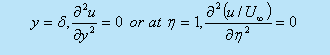 y = δ, ∂²u/∂y² = 0 or at η = 1, ∂²(u/U∞)/∂η² = 0